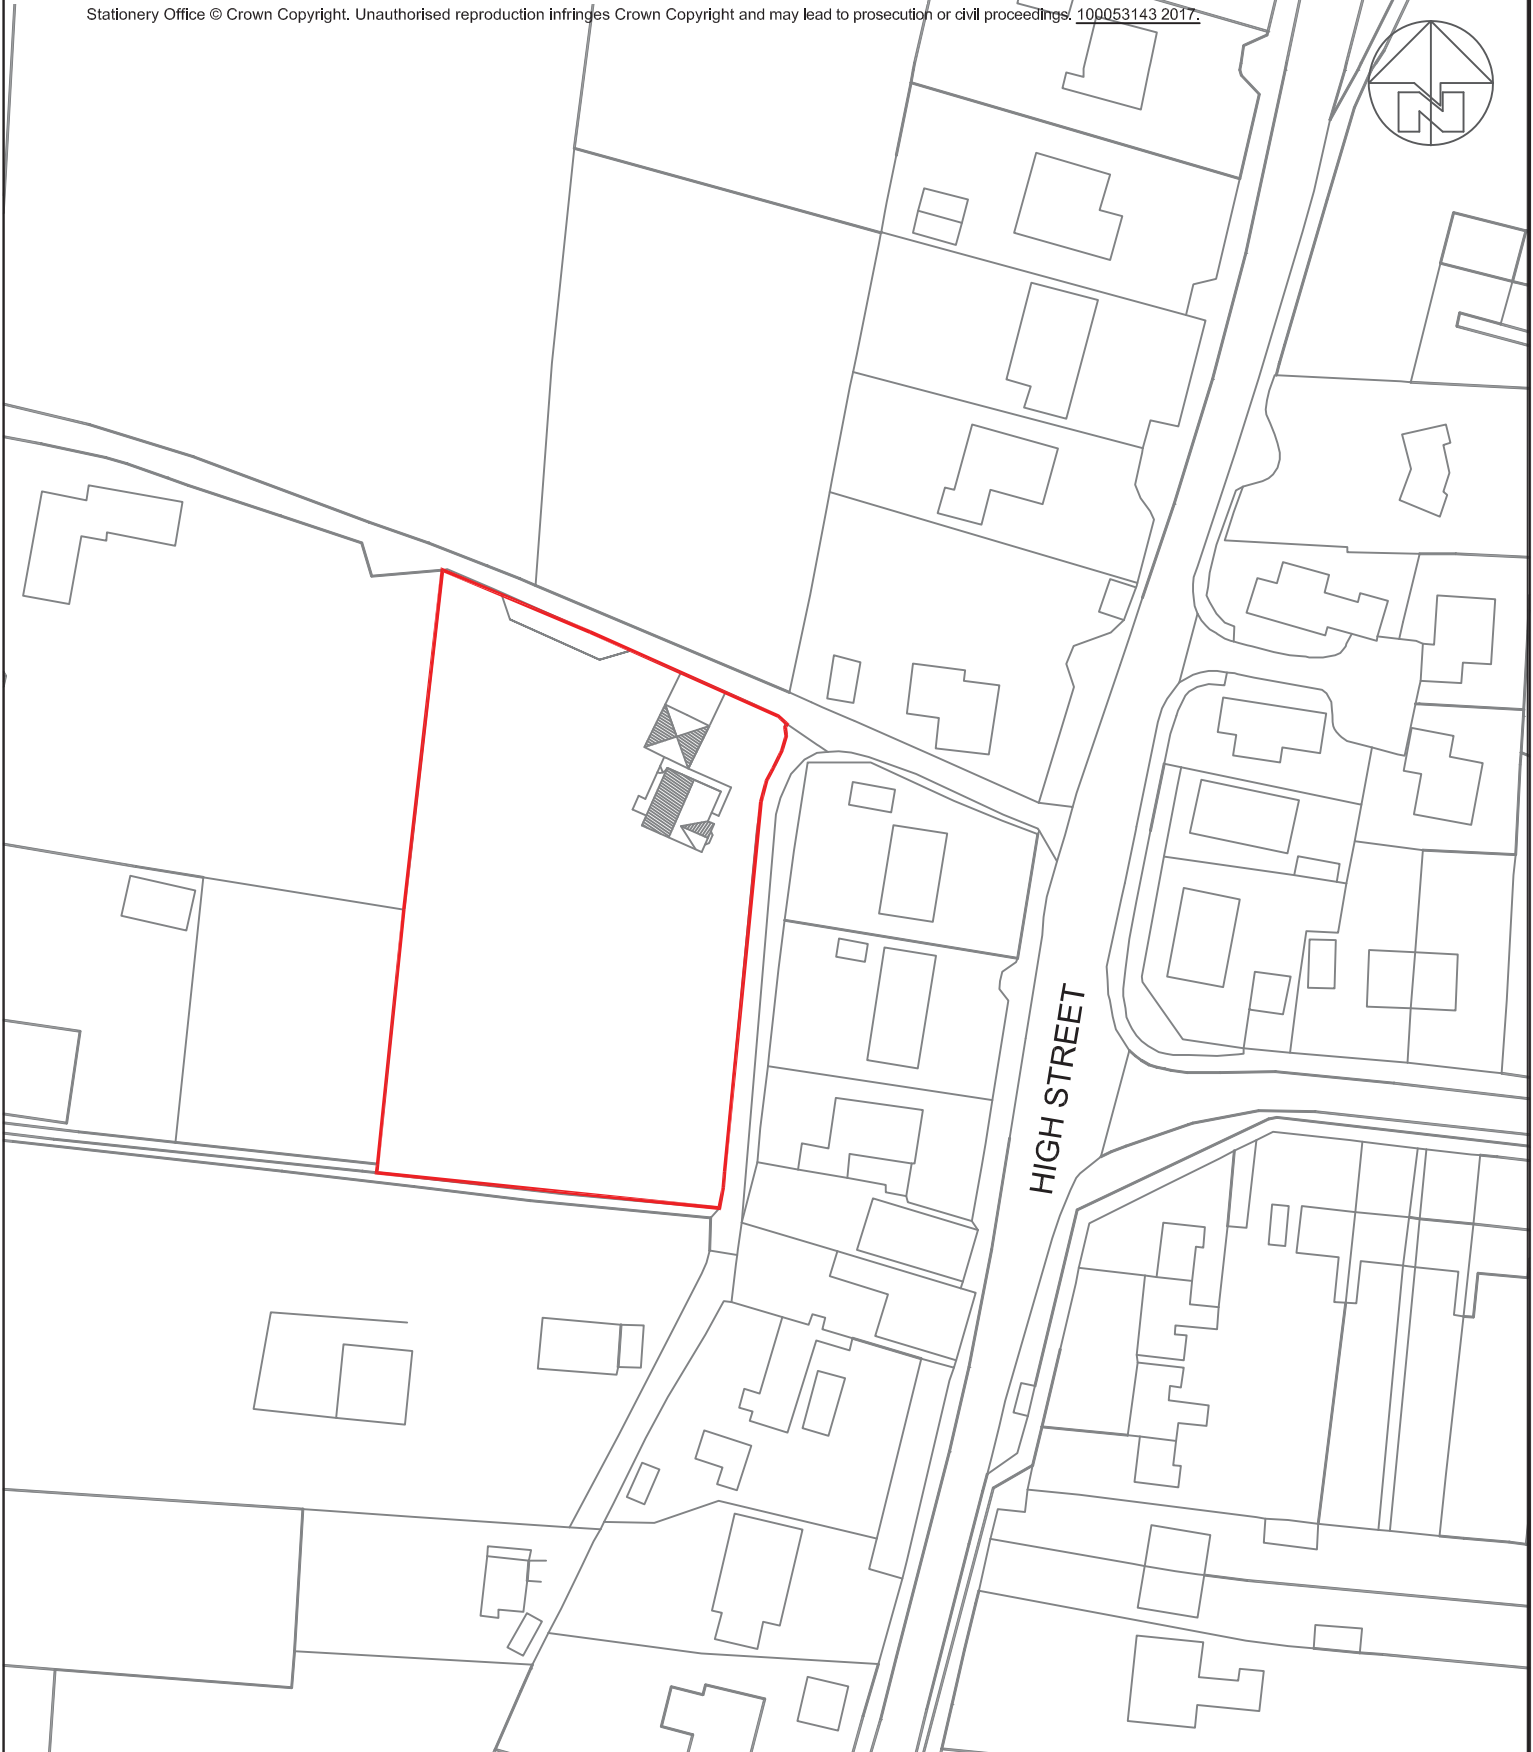 Stationery Office © Crown Copyright. Unauthorised reproduction infringes Crown Copyright and may lead to prosecution or civil proceedings. 100053143 2017.
N
HIGH STREET